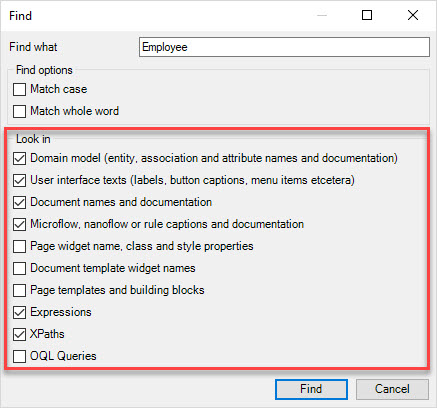 Find
Find what Employee
Find options
Match case
Match whole word
Look in
Domain model (entity, association and attribute names and documentation)
User interface texts (labels, button captions, menu items etcetera)
Document names and documentation
Microflow, nanoflow or rule captions and documentation
Page widget name, class and style properties
Document template widget names
Page templates and building blocks
Expressions
XPaths
OQL Queries
Find Cancel